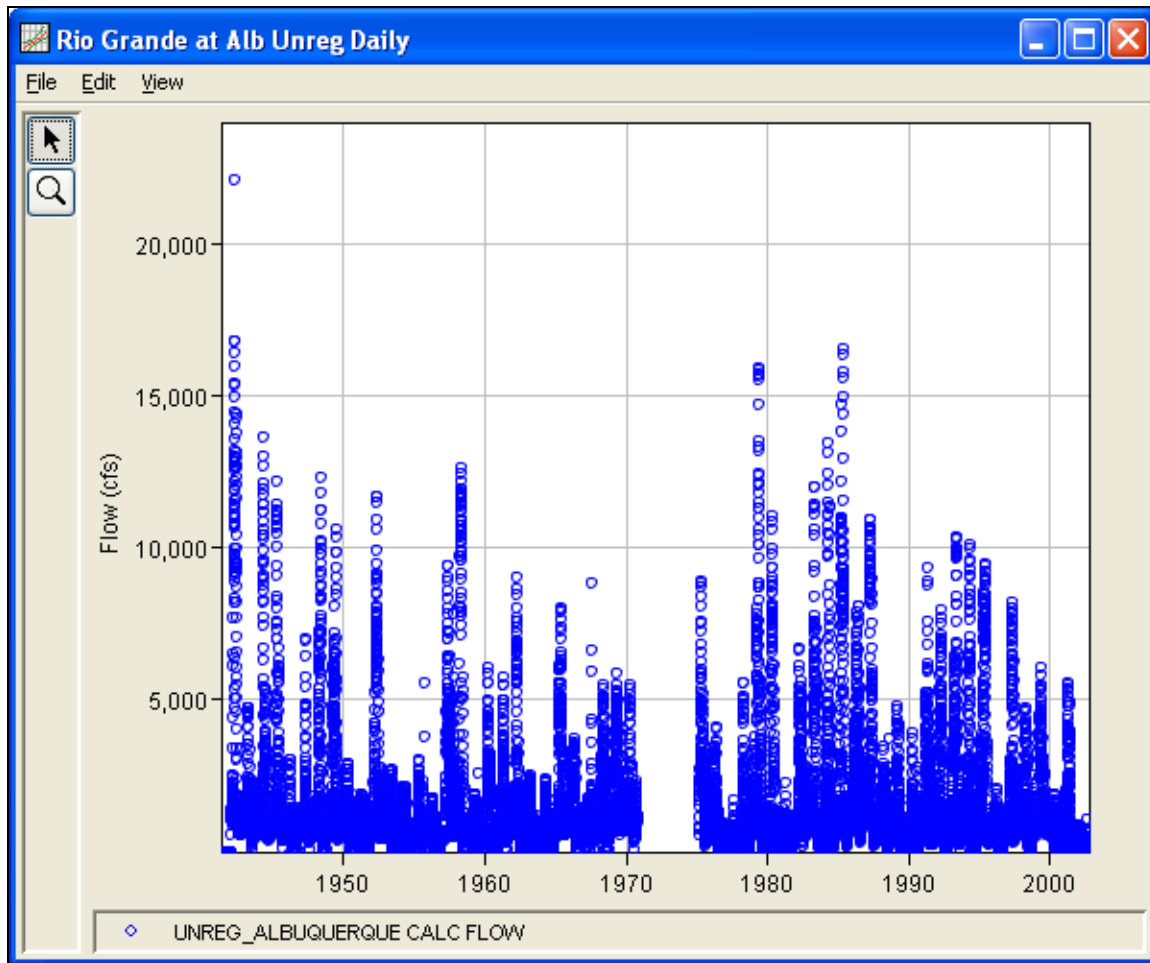 Rio Grande at Alb Unreg Daily
File Edit View
20,000
15,000
10,000
5,000
Flow (cfs)
1950 1960 1970 1980 1990 2000
UNREG_ALBUQUERQUE CALC FLOW